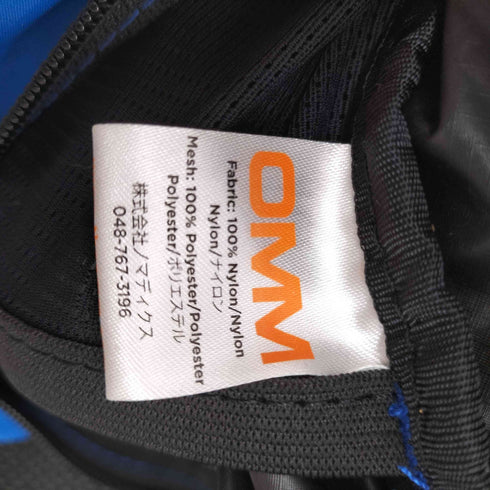 OMM
Fabric: 100% Nylon/Nylon
Nylon/ナイロン
Mesh: 100% Polyester/Polyester
Polyester/ポリエステル
株式会社ノマディクス
048-767-3196